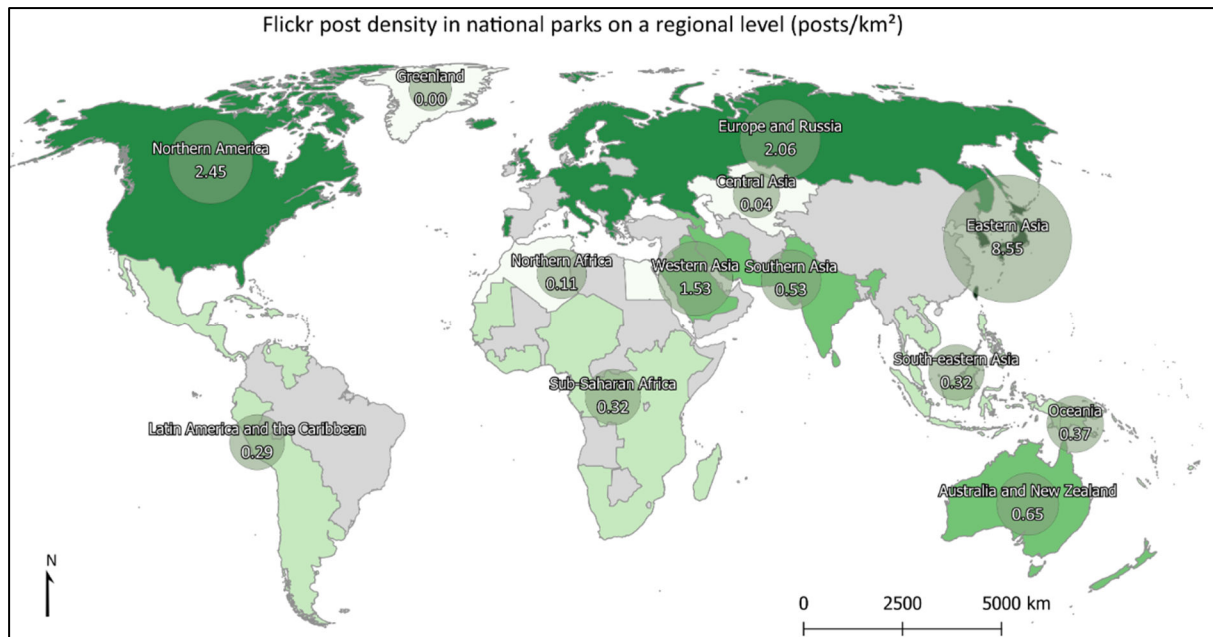 Flickr post density in national parks on a regional level (posts/km²)
Greenland
0.00
Northern America
2.45
Europe and Russia
2.06
Central Asia
0.04
Eastern Asia
8.55
Northern Africa
0.11
Western Asia
1.53
Southern Asia
0.53
South-eastern Asia
0.32
Sub-Saharan Africa
0.32
Oceania
0.37
Latin America and the Caribbean
0.29
Australia and New Zealand
0.65
N
0 2500 5000 km